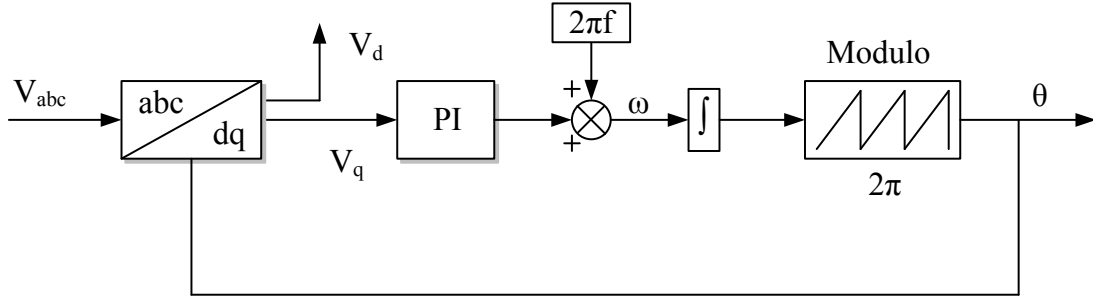 2πf
V_d
Modulo
V_abc
abc
dq
PI
+
+
ω
∫
θ
V_q
2π